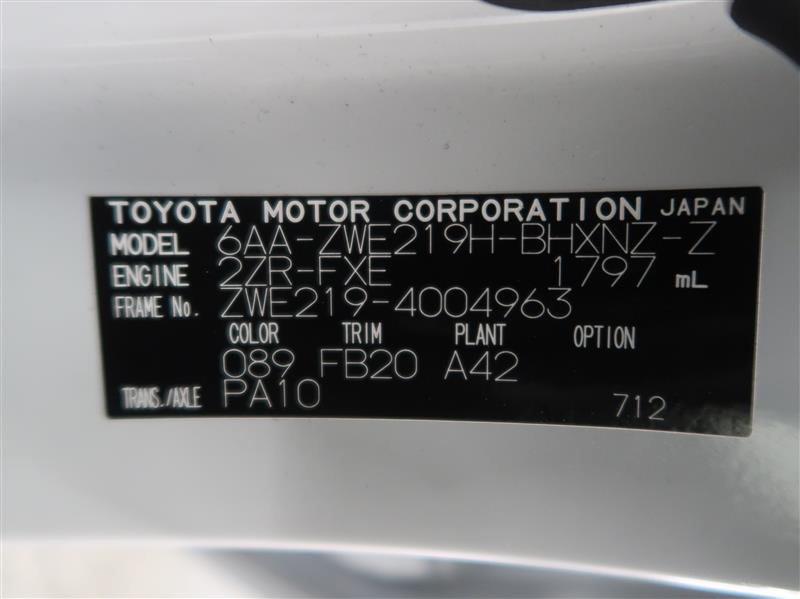 TOYOTA MOTOR CORPORATION JAPAN
MODEL 6AA-ZWE219H-BHXNZ-Z
ENGINE 2ZR-FXE 1797 mL
FRAME No. ZWE219-4004963
COLOR TRIM PLANT OPTION
089 FB20 A42
TRANS./AXLE PA10 712